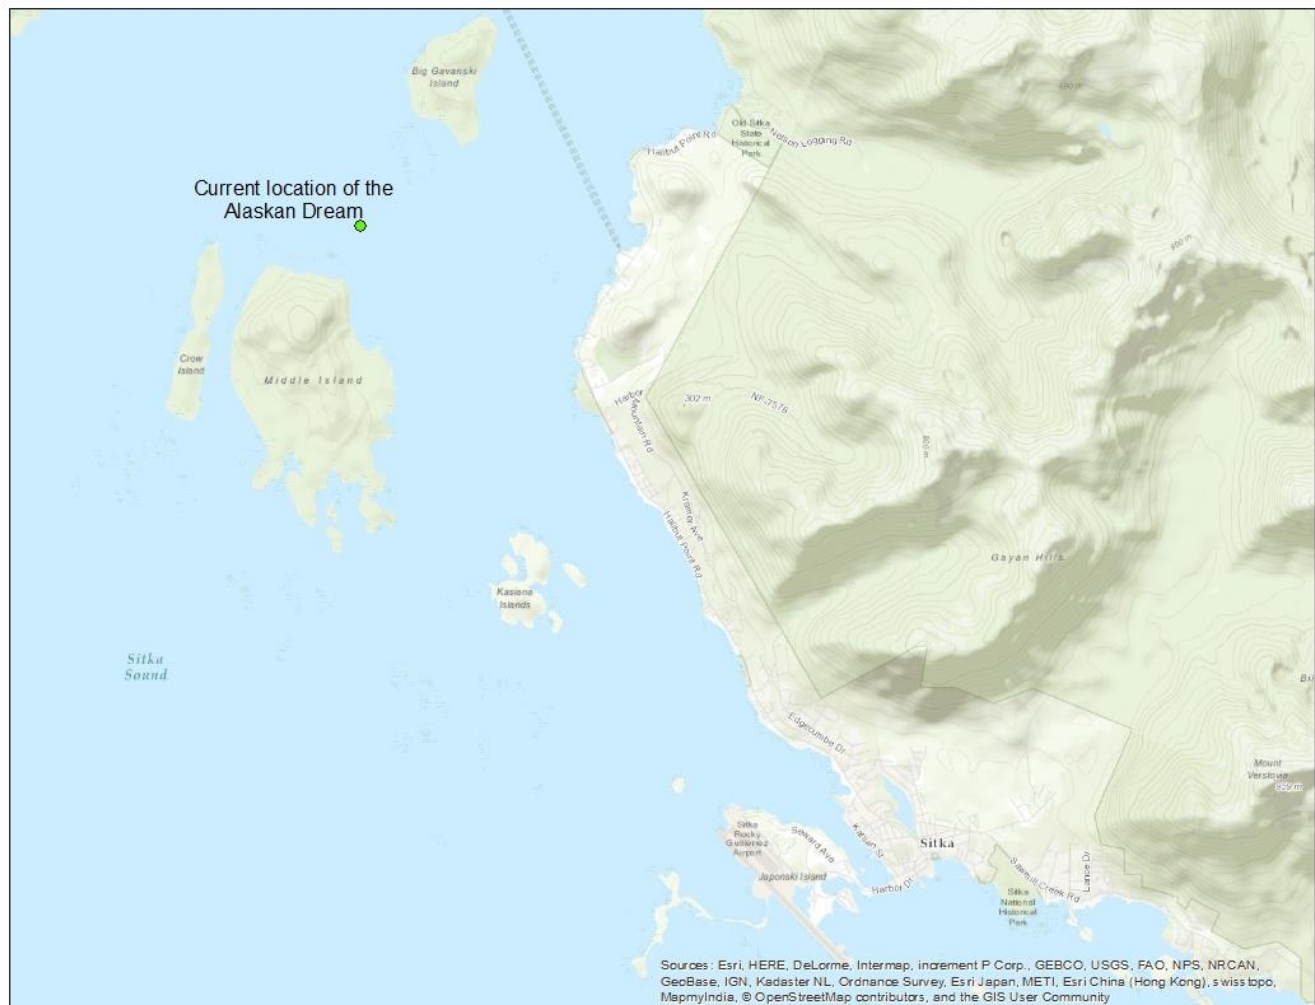 Big Gavanski
Island
690 m
Old Sitka
State
Historical
Park
Halibut Point Rd
Nelson Logging Rd
Current location of the
Alaskan Dream
Crow
Island
Middle Island
Harbor
Mountain Rd
302 m
NF-7576
Kramer Ave
Halibut Point Rd
Gavan Hills
Kasiana
Islands
Sitka
Sound
Edgecumbe Dr
Mount
Verstovia
Sitka
Rocky
Gutierrez
Airport
Seward Ave
Katlian St
Sitka
Japonski Island
Harbor Dr
Sawmill Creek Rd
Lance Dr
Sitka
National
Historical
Park
Sources: Esri, HERE, DeLorme, Intermap, increment P Corp., GEBCO, USGS, FAO, NPS, NRCAN,
GeoBase, IGN, Kadaster NL, Ordnance Survey, Esri Japan, METI, Esri China (Hong Kong), swisstopo,
MapmyIndia, © OpenStreetMap contributors, and the GIS User Community